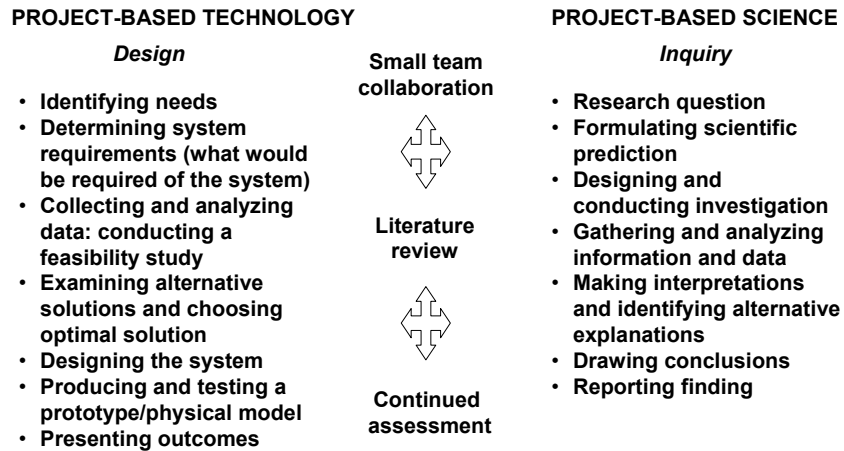 PROJECT-BASED TECHNOLOGY
Design
• Identifying needs
• Determining system
requirements (what would
be required of the system)
• Collecting and analyzing
data: conducting a
feasibility study
• Examining alternative
solutions and choosing
optimal solution
• Designing the system
• Producing and testing a
prototype/physical model
• Presenting outcomes
Small team
collaboration
Literature
review
Continued
assessment
PROJECT-BASED SCIENCE
Inquiry
• Research question
• Formulating scientific
prediction
• Designing and
conducting investigation
• Gathering and analyzing
information and data
• Making interpretations
and identifying alternative
explanations
• Drawing conclusions
• Reporting finding